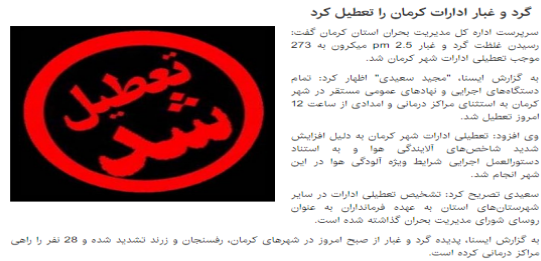 گرد و غبار ادارات کرمان را تعطیل کرد
سرپرست اداره کل مدیریت بحران استان کرمان گفت:
رسیدن غلظت گرد و غبار pm 2.5 میکرون به 273
موجب تعطیلی ادارات شهر کرمان شد.
به گزارش ایسنا، "مجید سعیدی" اظهار کرد: تمام
دستگاه‌های اجرایی و نهادهای عمومی مستقر در شهر
کرمان به استثنای مراکز درمانی و امدادی از ساعت 12
امروز تعطیل شد.
وی افزود: تعطیلی ادارات شهر کرمان به دلیل افزایش
شدید شاخص‌های آلایندگی هوا و به استناد
دستورالعمل اجرایی شرایط ویژه آلودگی هوا در این
شهر انجام شد.
سعیدی تصریح کرد: تشخیص تعطیلی ادارات در سایر
شهرستان‌های استان به عهده فرمانداران به عنوان
روسای شورای مدیریت بحران گذاشته شده است.
به گزارش ایسنا، پدیده گرد و غبار از صبح امروز در شهرهای کرمان، رفسنجان و زرند تشدید شده و 28 نفر را راهی
مراکز درمانی کرده است.
تعطیل
شد